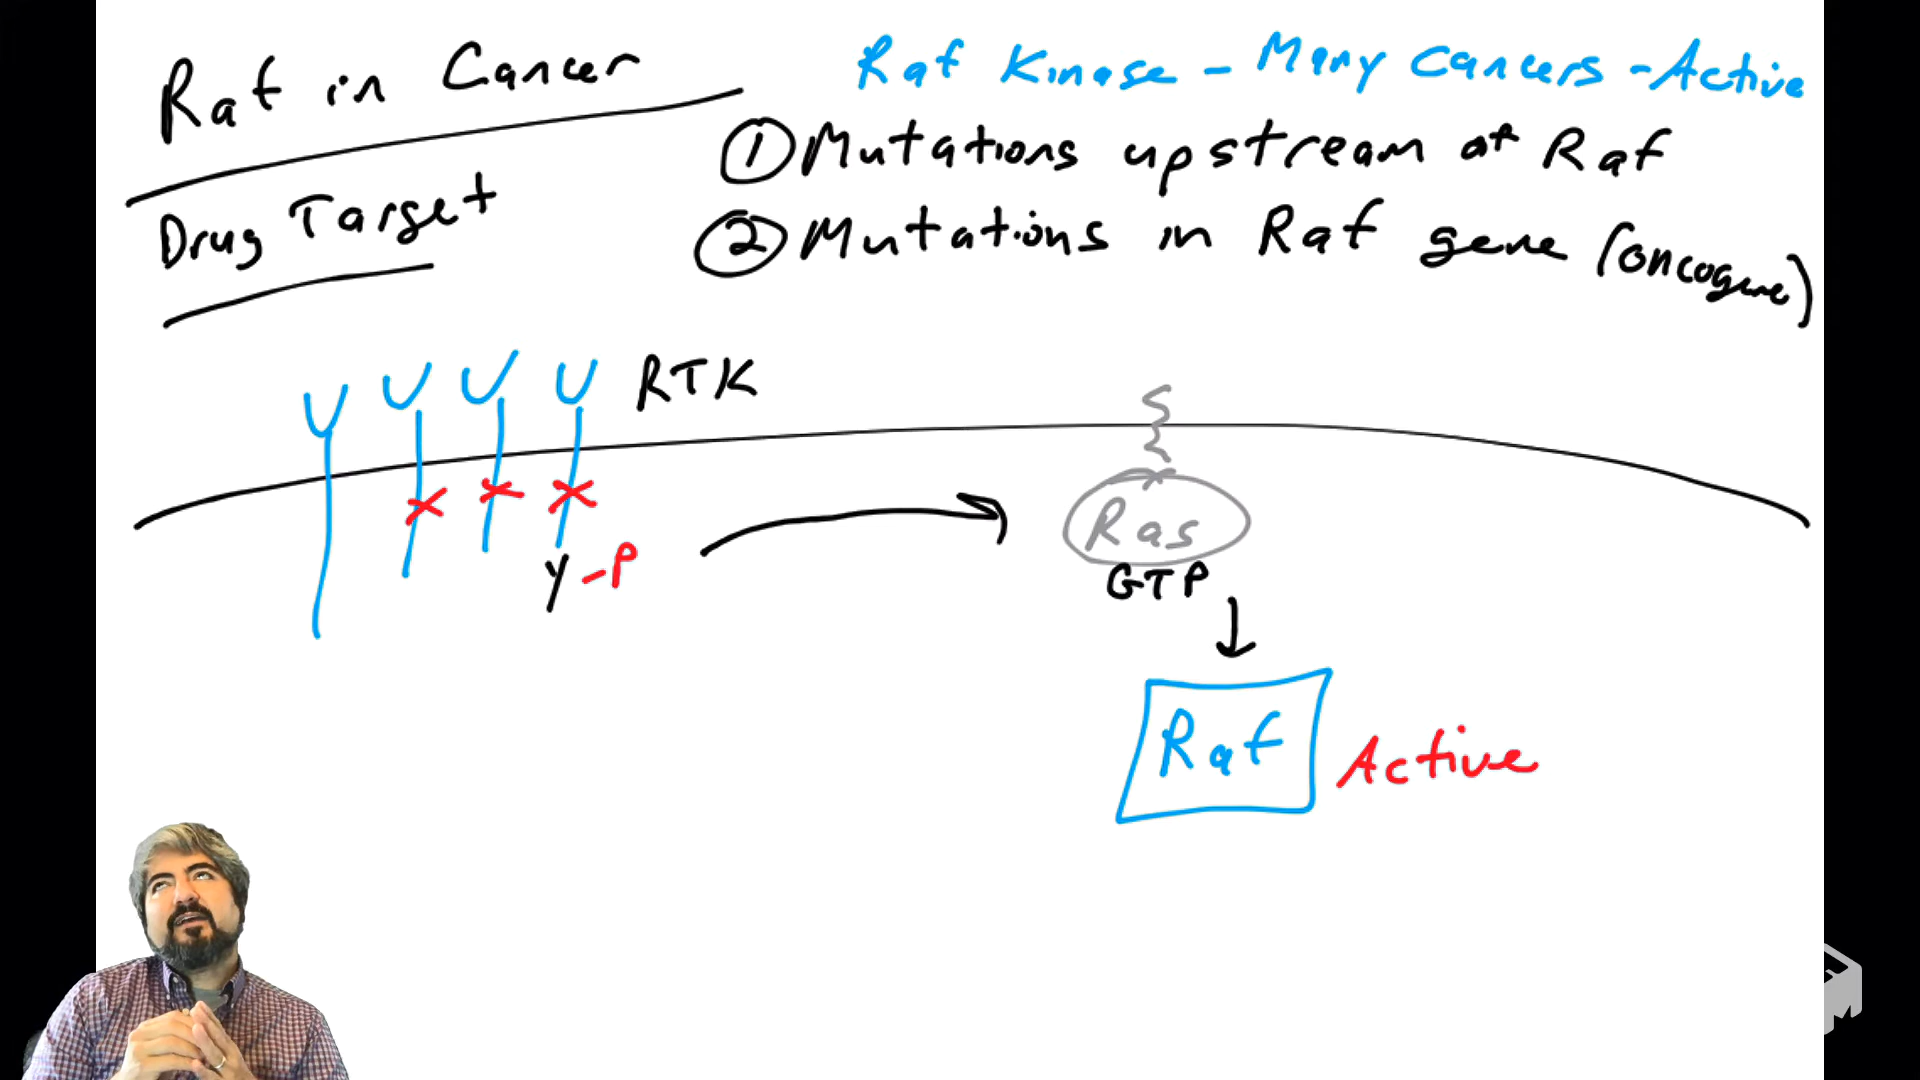 Raf in Cancer
Drug Target
Raf Kinase - Many Cancers - Active
① Mutations upstream of Raf
② Mutations in Raf gene (oncogene)
RTK
Y-P
Ras
GTP
Raf
Active